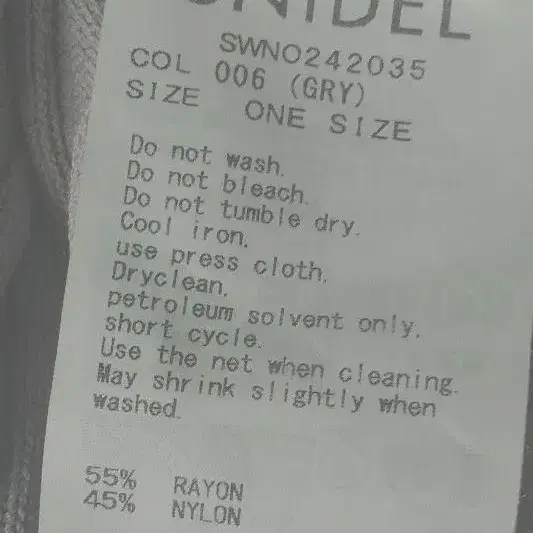 SNIDEL
SWNO242035
COL 006 (GRY)
SIZE ONE SIZE
Do not wash.
Do not bleach.
Do not tumble dry.
Cool iron.
use press cloth.
Dryclean.
petroleum solvent only.
short cycle.
Use the net when cleaning.
May shrink slightly when
washed.
55% RAYON
45% NYLON